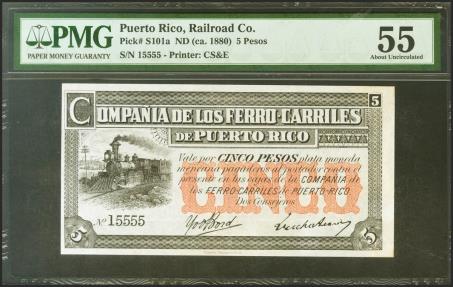 PMG
PAPER MONEY GUARANTY
Puerto Rico, Railroad Co.
Pick# S101a ND (ca. 1880) 5 Pesos
S/N 15555 - Printer: CS&E
55
About Uncirculated
COMPAÑIA DE LOS FERRO-CARRILES
5
DE PUERTO RICO
Vale por CINCO PESOS plata moneda
mexicana pagaderos al portador contra el
presente en las cajas de la COMPAÑIA de
los FERRO-CARRILES de PUERTO-RICO
Dos Consejeros
CINCO
Nº 15555
5
5